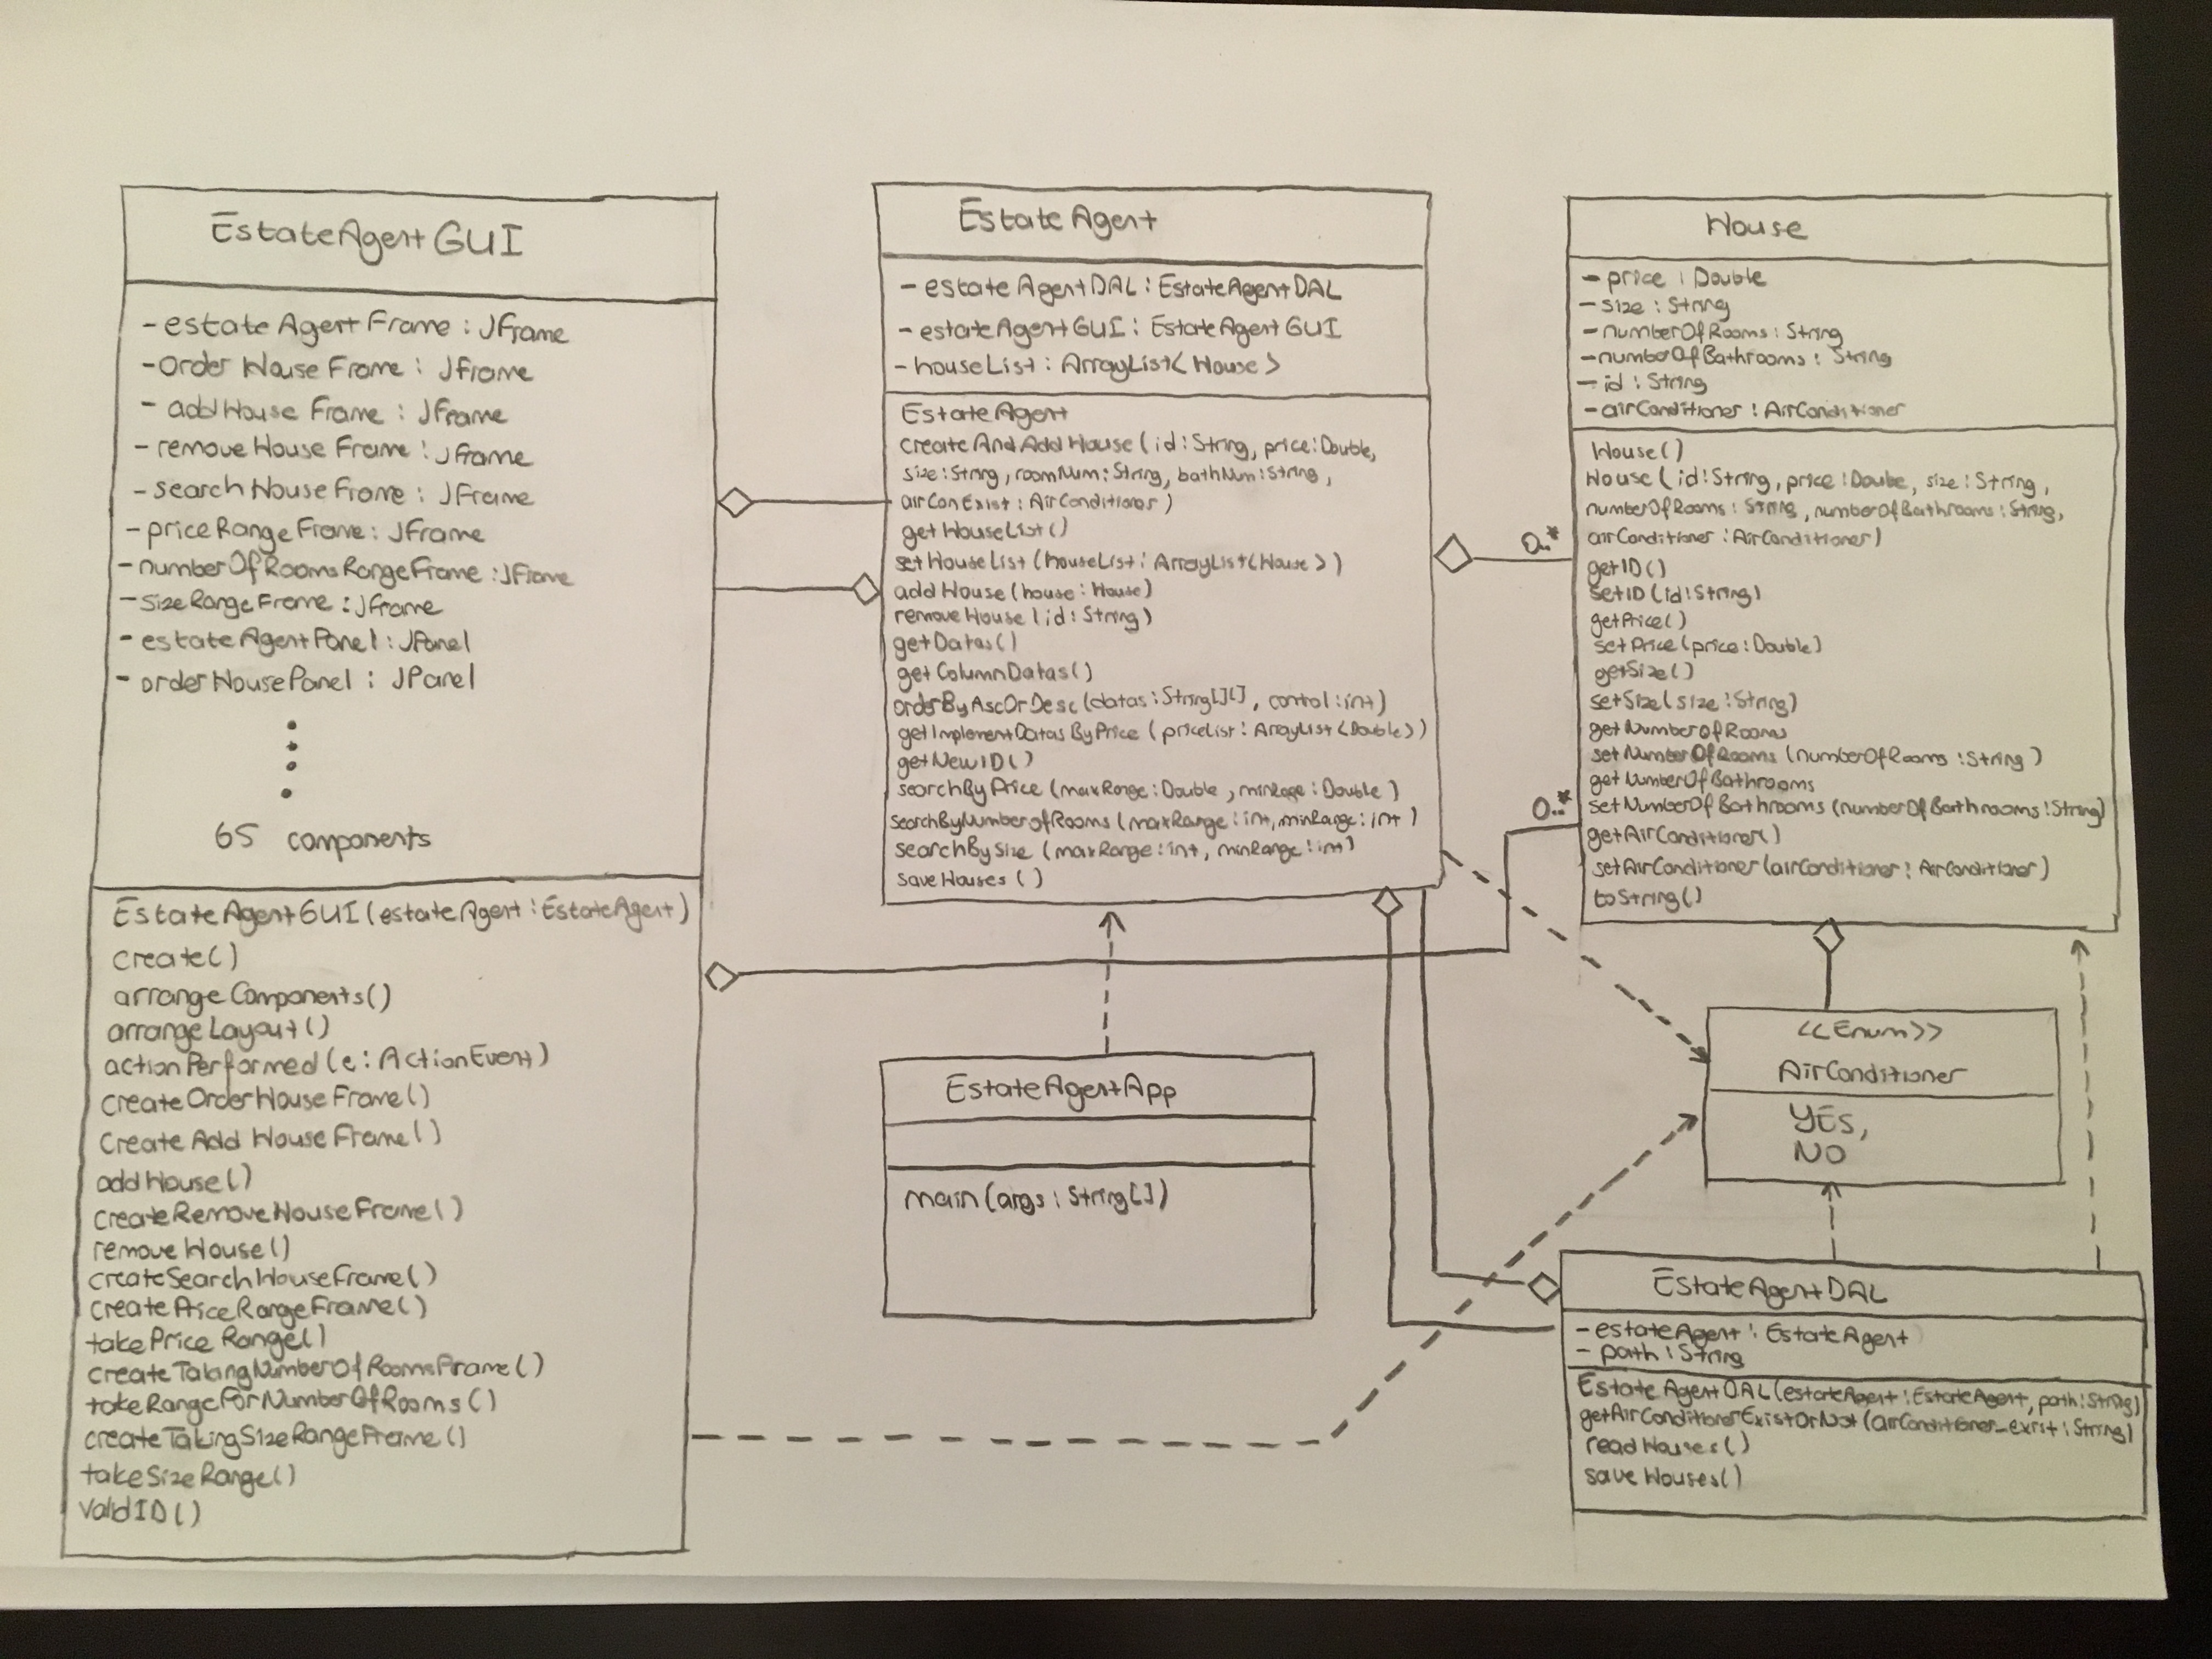 EstateAgentGUI
-estateAgentFrame : JFrame
-OrderHouseFrame : JFrame
- addHouseFrame : JFrame
- removeHouseFrame : JFrame
-searchHouseFrame : JFrame
-priceRangeFrame : JFrame
-numberOfRoomsRangeFrame : JFrame
-sizeRangeFrame : JFrame
- estateAgentPanel : JPanel
- orderHousePanel : JPanel
65 components
EstateAgentGUI(estateAgent : EstateAgent)
create()
arrangeComponents()
arrangeLayout()
actionPerformed(e: ActionEvent)
createOrderHouseFrame()
createAddHouseFrame()
addHouse()
createRemoveHouseFrame()
removeHouse()
createSearchHouseFrame()
createPriceRangeFrame()
takePriceRange()
createTakingNumberOfRoomsFrame()
takeRangeForNumberOfRooms()
createTakingSizeRangeFrame()
takeSizeRange()
validID()
EstateAgent
- estateAgentDAL : EstateAgentDAL
- estateAgentGUI : EstateAgentGUI
- houseList : ArrayList<House>
EstateAgent
createAndAddHouse(id:String, price:Double,
size:String, roomNum:String, bathNum:String,
airConExist : AirConditioner)
getHouseList()
setHouseList(houseList : ArrayList<House>)
addHouse(house : House)
removeHouse(id : String)
getDatas()
getColumnDatas()
orderByAscOrDesc(datas : String[][], control : int)
getImplementDatasByPrice (priceList : ArrayList<Double>)
getNewID()
searchByPrice (maxRange : Double, minRage : Double)
searchByNumberOfRooms (maxRange : int, minRange : int)
searchBySize (maxRange : int, minRange : int)
saveHouses()
House
- price : Double
- size : String
- numberOfRooms : String
-numberOfBathrooms : String
- id : String
- airConditioner : AirConditioner
House()
House (id:String, price:Double, size : String,
numberOfRooms : String, numberOfBathrooms : String,
airConditioner : AirConditioner)
getID()
setID(id:String)
getPrice()
setPrice(price:Double)
getSize()
setSize(size : String)
getNumberOfRooms
setNumberOfRooms (numberOfRooms : String)
getNumberOfBathrooms
setNumberOfBathrooms (numberOfBathrooms : String)
getAirConditioner()
setAirConditioner(airConditioner : AirConditioner)
toString()
0..*
0..*
EstateAgentApp
main(args : String[])
<<Enum>>
AirConditioner
YES,
NO
EstateAgentDAL
- estateAgent : EstateAgent
- path : String
EstateAgentDAL(estateAgent : EstateAgent, path : String)
getAirConditionerExistOrNot(airConditioner_exist : String)
readHouses()
saveHouses()